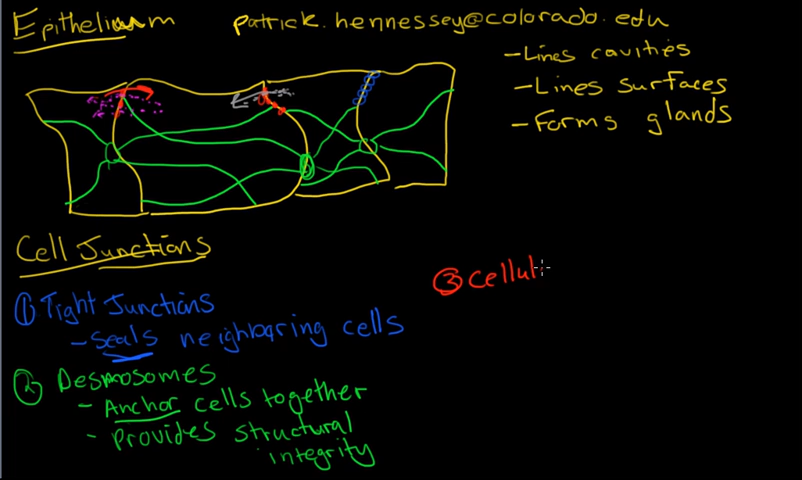 Epithelium
patrick.hennessey@colorado.edu
-Lines cavities
-Lines surfaces
-Forms glands
Cell Junctions
① Tight Junctions
-Seals neighboring cells
② Desmosomes
- Anchor cells together
- Provides structural
integrity
③ Cellul